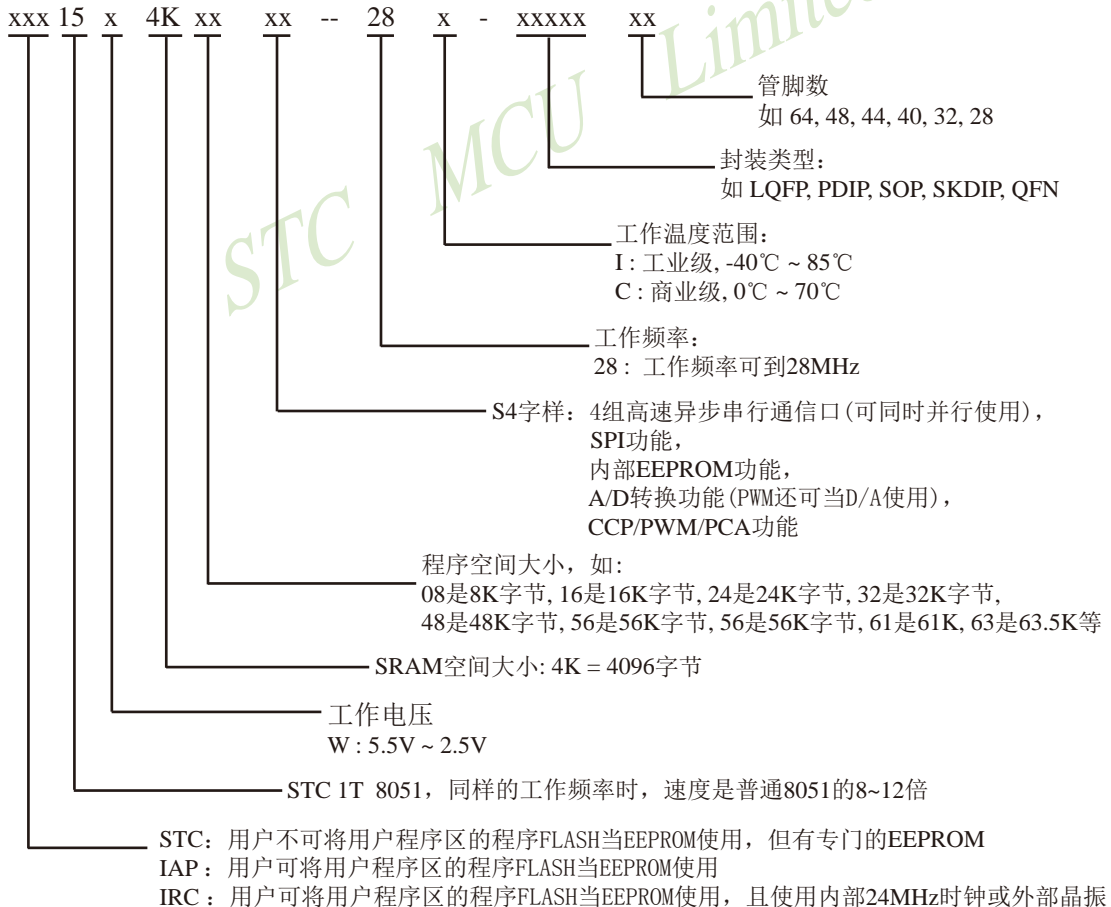 xxx 15 x 4K xx xx -- 28 x - xxxxx xx
管脚数
如 64, 48, 44, 40, 32, 28
封装类型：
如 LQFP, PDIP, SOP, SKDIP, QFN
工作温度范围：
I : 工业级, -40℃ ~ 85℃
C : 商业级, 0℃ ~ 70℃
工作频率：
28 : 工作频率可到28MHz
S4字样：4组高速异步串行通信口(可同时并行使用)，
SPI功能，
内部EEPROM功能，
A/D转换功能(PWM还可当D/A使用)，
CCP/PWM/PCA功能
程序空间大小，如:
08是8K字节, 16是16K字节, 24是24K字节, 32是32K字节,
48是48K字节, 56是56K字节, 56是56K字节, 61是61K, 63是63.5K等
SRAM空间大小: 4K = 4096字节
工作电压
W : 5.5V ~ 2.5V
STC 1T 8051，同样的工作频率时，速度是普通8051的8~12倍
STC：用户不可将用户程序区的程序FLASH当EEPROM使用，但有专门的EEPROM
IAP：用户可将用户程序区的程序FLASH当EEPROM使用
IRC：用户可将用户程序区的程序FLASH当EEPROM使用，且使用内部24MHz时钟或外部晶振
STC MCU